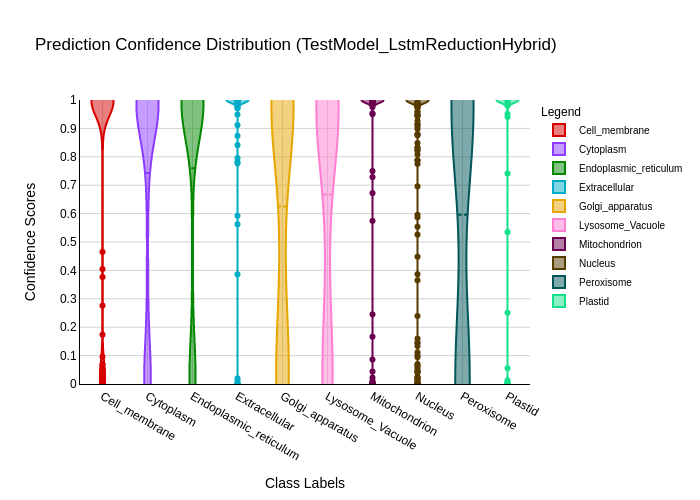 Prediction Confidence Distribution (TestModel_LstmReductionHybrid)
Confidence Scores
1
0.9
0.8
0.7
0.6
0.5
0.4
0.3
0.2
0.1
0
Cell_membrane
Cytoplasm
Endoplasmic_reticulum
Extracellular
Golgi_apparatus
Lysosome_Vacuole
Mitochondrion
Nucleus
Peroxisome
Plastid
Class Labels
Legend
Cell_membrane
Cytoplasm
Endoplasmic_reticulum
Extracellular
Golgi_apparatus
Lysosome_Vacuole
Mitochondrion
Nucleus
Peroxisome
Plastid